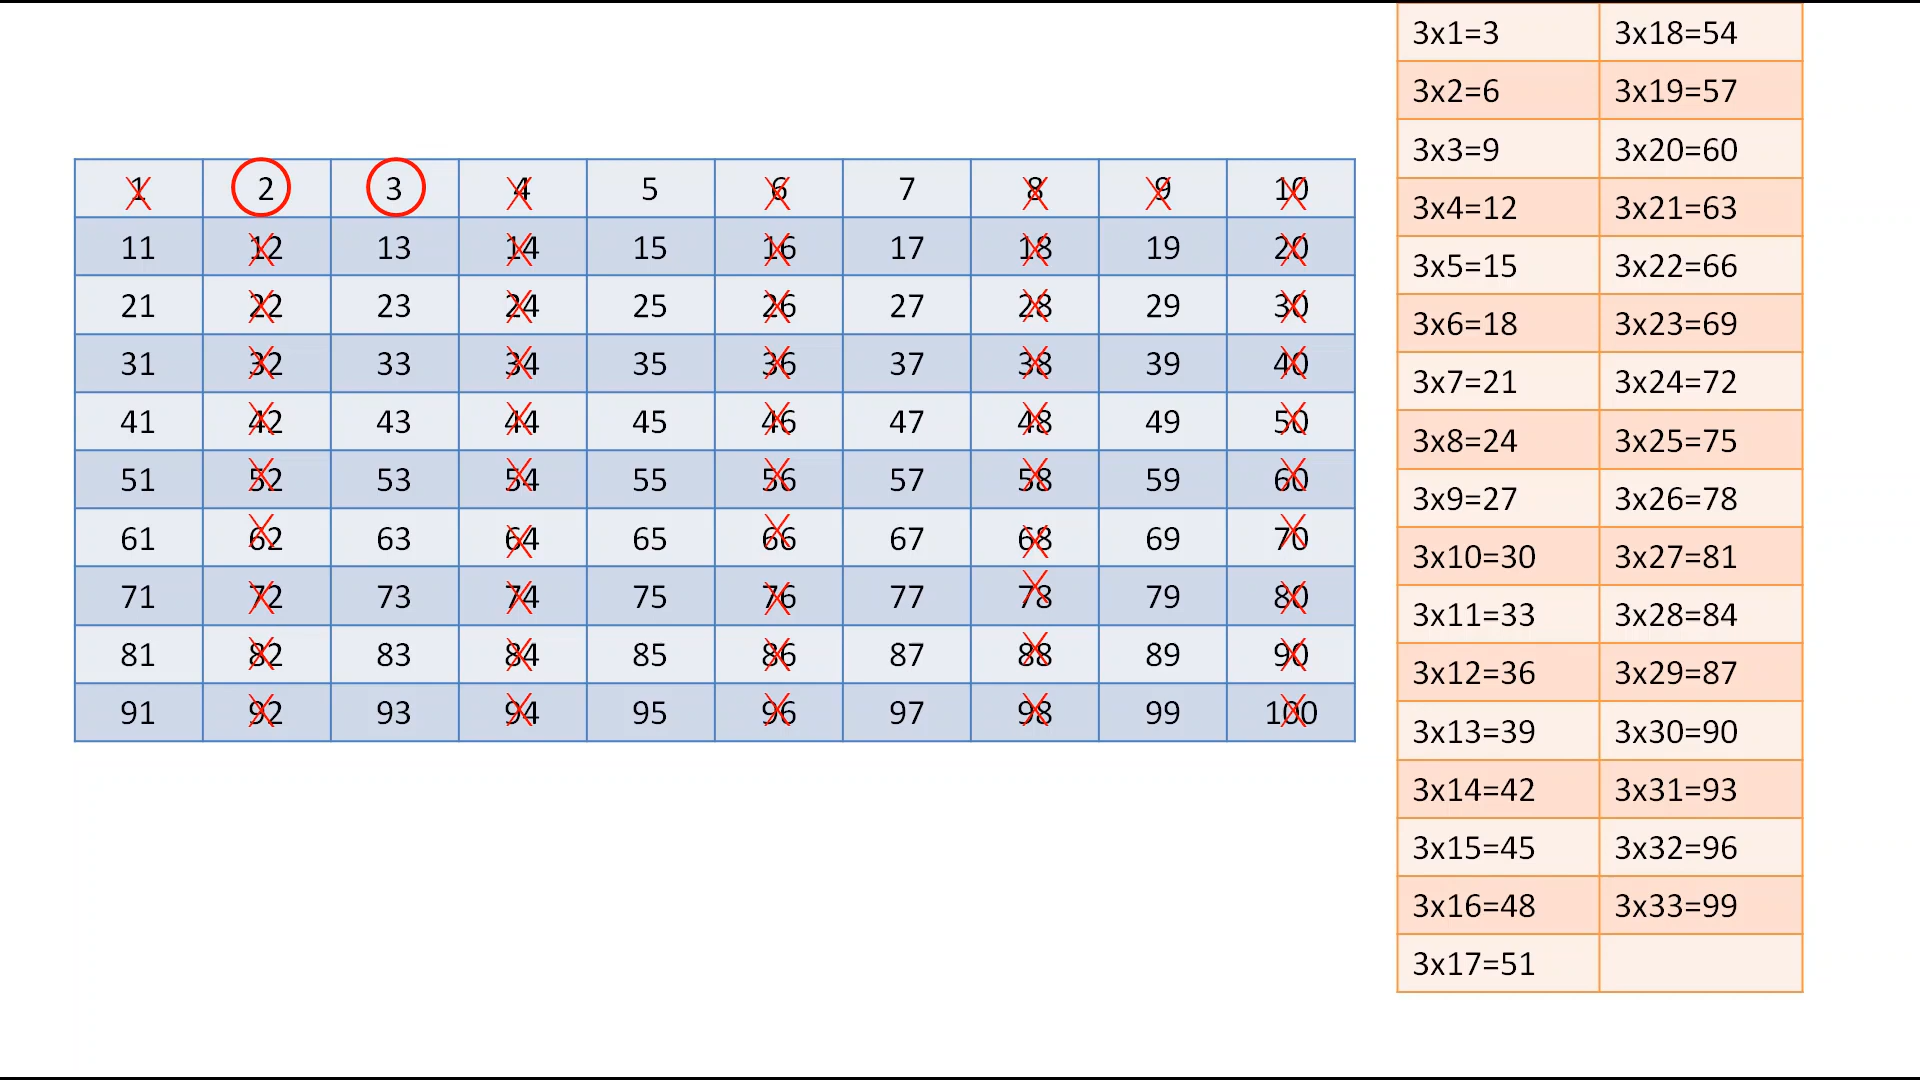 1 2 3 4 5 6 7 8 9 10
11 12 13 14 15 16 17 18 19 20
21 22 23 24 25 26 27 28 29 30
31 32 33 34 35 36 37 38 39 40
41 42 43 44 45 46 47 48 49 50
51 52 53 54 55 56 57 58 59 60
61 62 63 64 65 66 67 68 69 70
71 72 73 74 75 76 77 78 79 80
81 82 83 84 85 86 87 88 89 90
91 92 93 94 95 96 97 98 99 100
3x1=3 3x18=54
3x2=6 3x19=57
3x3=9 3x20=60
3x4=12 3x21=63
3x5=15 3x22=66
3x6=18 3x23=69
3x7=21 3x24=72
3x8=24 3x25=75
3x9=27 3x26=78
3x10=30 3x27=81
3x11=33 3x28=84
3x12=36 3x29=87
3x13=39 3x30=90
3x14=42 3x31=93
3x15=45 3x32=96
3x16=48 3x33=99
3x17=51